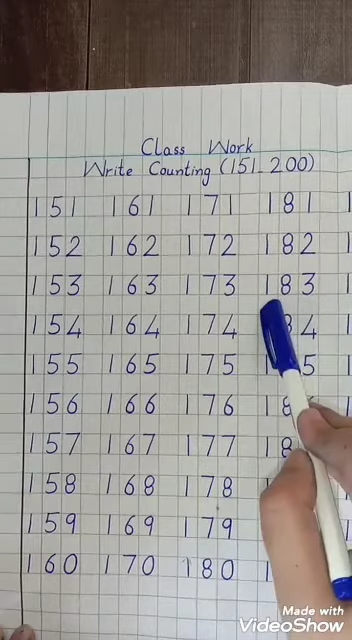 Class Work
Write Counting (151-200)
151 161 171 181
152 162 172 182
153 163 173 183
154 164 174
155 165 175
156 166 176
157 167 177
158 168 178
159 169 179
160 170 180
Made with
VideoShow